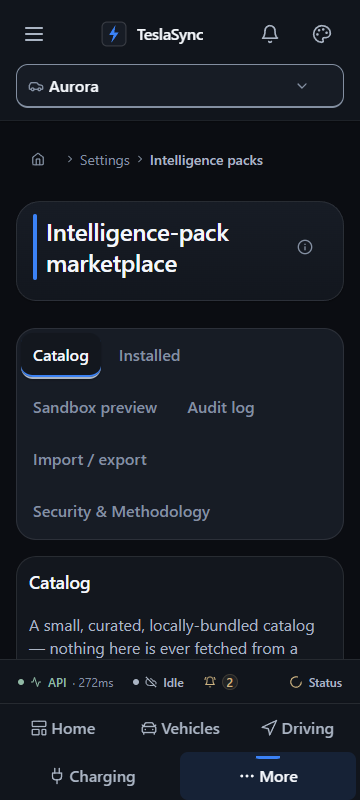 TeslaSync
Aurora
Settings Intelligence packs
Intelligence-pack
marketplace
Catalog Installed
Sandbox preview Audit log
Import / export
Security & Methodology
Catalog
A small, curated, locally-bundled catalog
— nothing here is ever fetched from a
API · 272ms Idle 2 Status
Home Vehicles Driving
Charging More